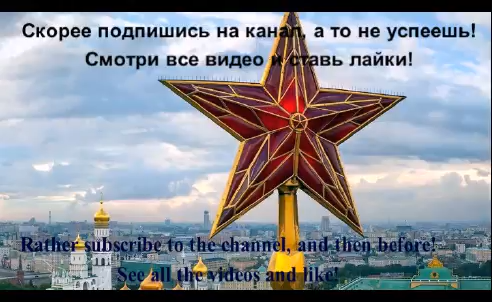 Скорее подпишись на канал, а то не успеешь!
Смотри все видео и ставь лайки!
Rather subscribe to the channel, and then before!
See all the videos and like!